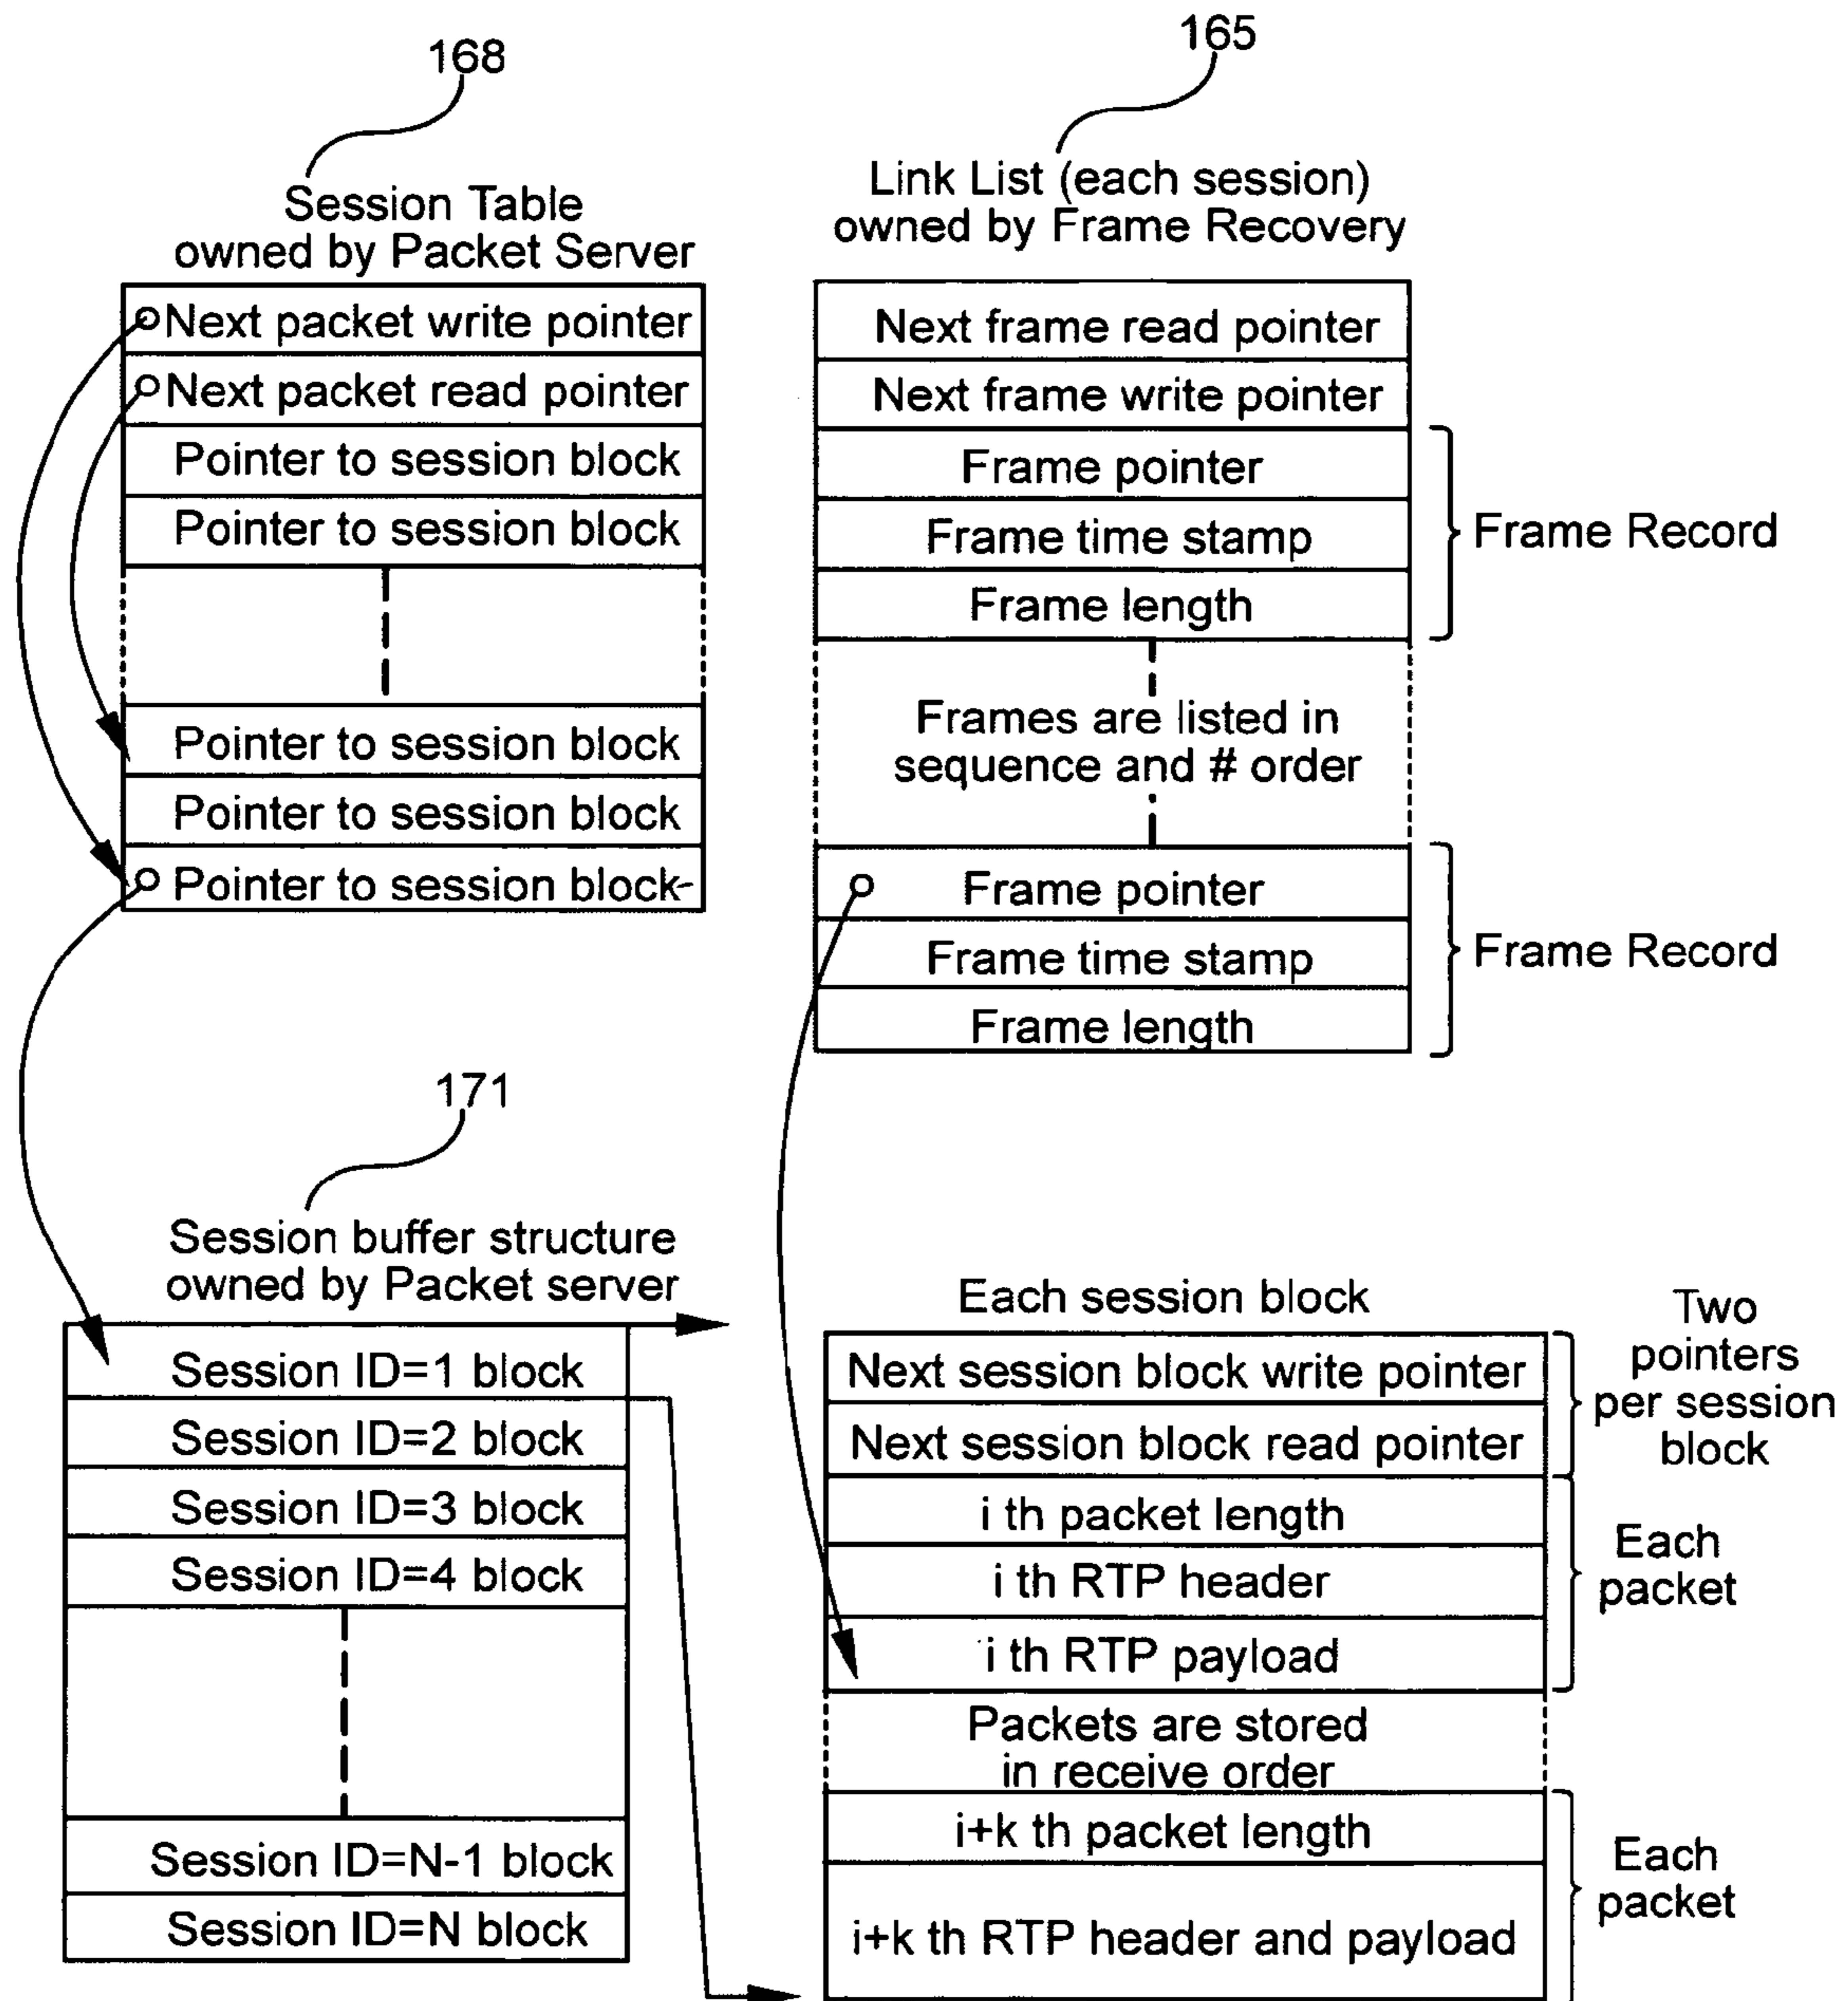 168
Session Table
owned by Packet Server
Next packet write pointer
Next packet read pointer
Pointer to session block
Pointer to session block
Pointer to session block
Pointer to session block
Pointer to session block
165
Link List (each session)
owned by Frame Recovery
Next frame read pointer
Next frame write pointer
Frame pointer
Frame time stamp
Frame length
Frame Record
Frames are listed in
sequence and # order
Frame pointer
Frame time stamp
Frame length
Frame Record
171
Session buffer structure
owned by Packet server
Session ID=1 block
Session ID=2 block
Session ID=3 block
Session ID=4 block
Session ID=N-1 block
Session ID=N block
Each session block
Next session block write pointer
Next session block read pointer
Two
pointers
per session
block
i th packet length
i th RTP header
i th RTP payload
Each
packet
Packets are stored
in receive order
i+k th packet length
i+k th RTP header and payload
Each
packet